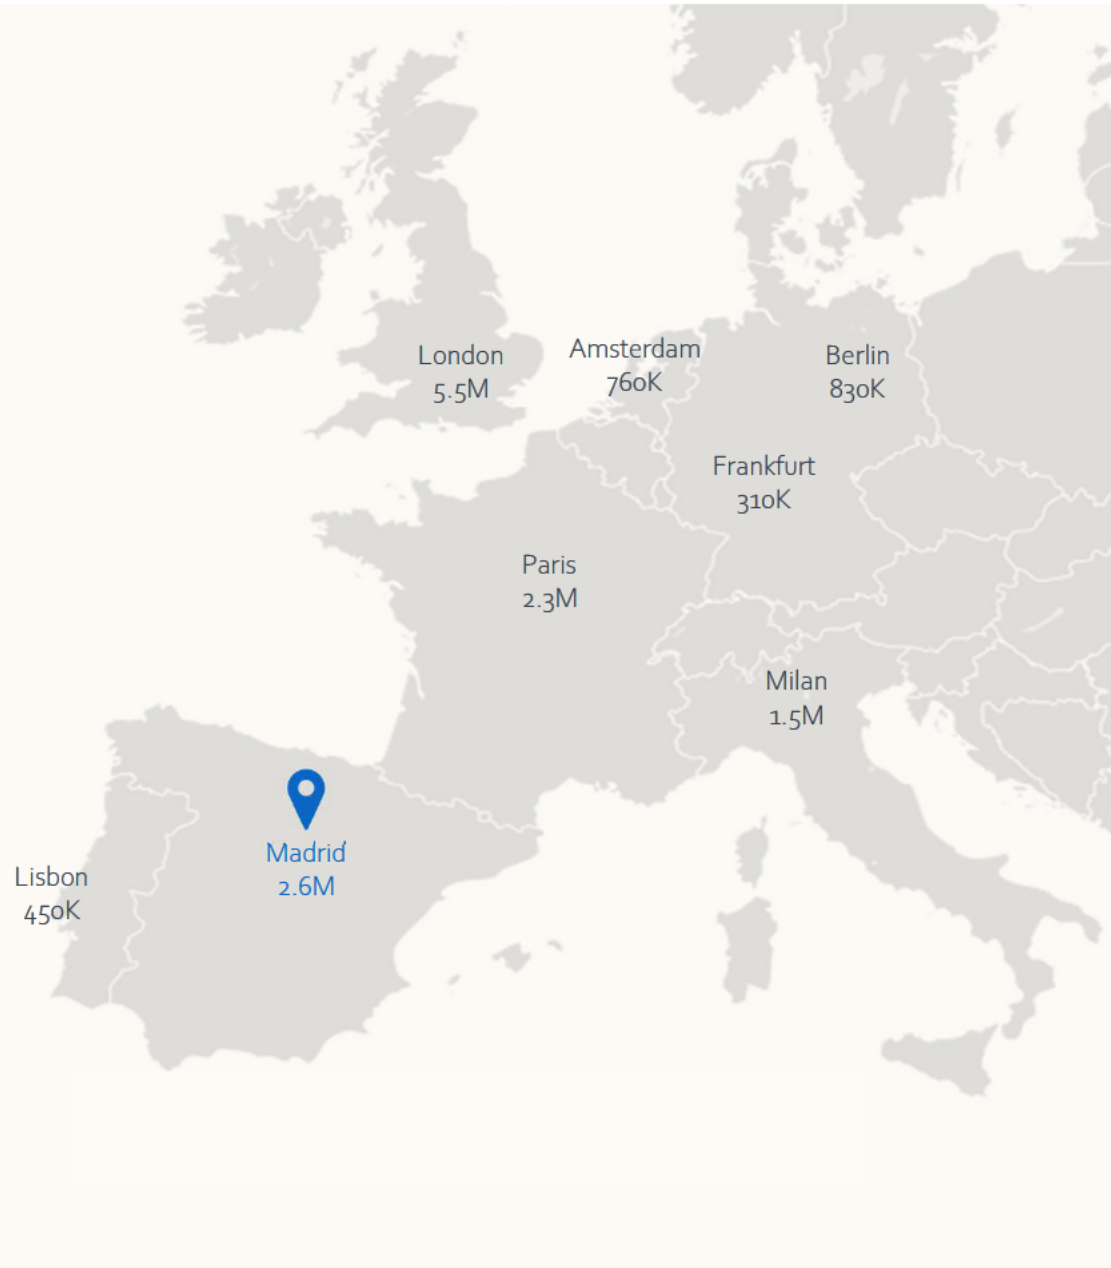 London
5.5M
Amsterdam
760K
Berlin
830K
Frankfurt
310K
Paris
2.3M
Milan
1.5M
Madrid
2.6M
Lisbon
450K